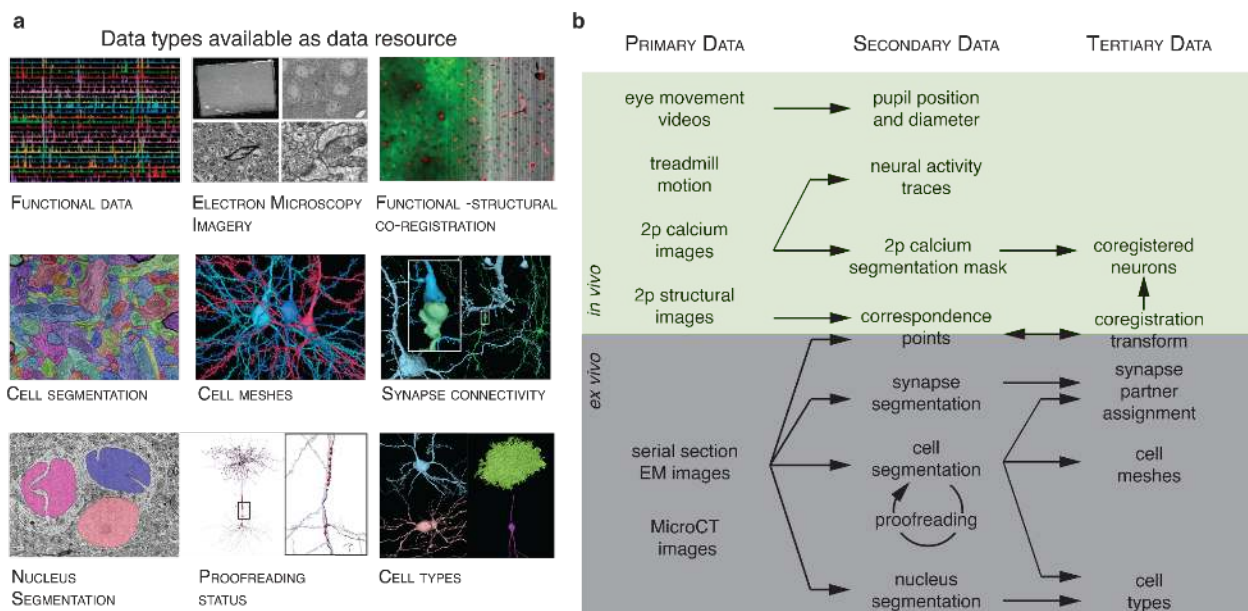 a
Data types available as data resource
FUNCTIONAL DATA
ELECTRON MICROSCOPY
IMAGERY
FUNCTIONAL -STRUCTURAL
CO-REGISTRATION
CELL SEGMENTATION
CELL MESHES
SYNAPSE CONNECTIVITY
NUCLEUS
SEGMENTATION
PROOFREADING
STATUS
CELL TYPES
b
PRIMARY DATA
SECONDARY DATA
TERTIARY DATA
in vivo
eye movement
videos
pupil position
and diameter
treadmill
motion
neural activity
traces
2p calcium
images
2p calcium
segmentation mask
coregistered
neurons
2p structural
images
correspondence
points
coregistration
transform
ex vivo
synapse
segmentation
synapse
partner
assignment
serial section
EM images
cell
segmentation
cell
meshes
proofreading
MicroCT
images
nucleus
segmentation
cell
types